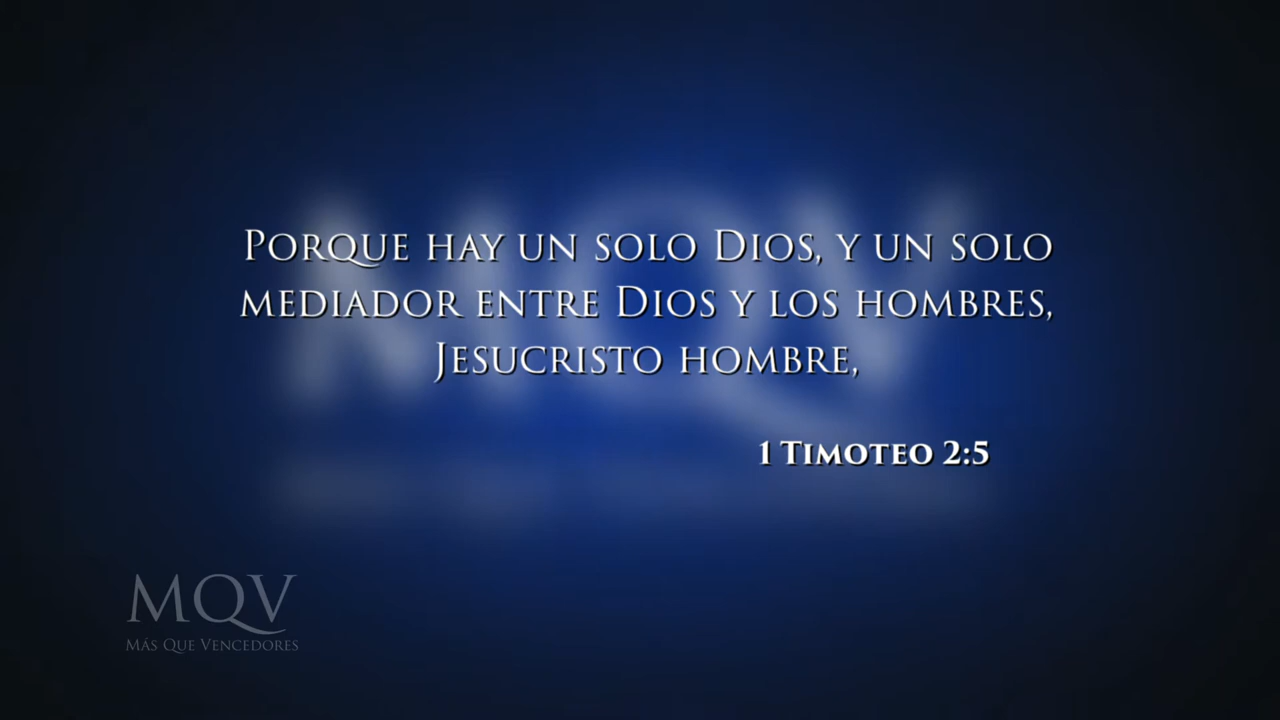 Porque hay un solo Dios, y un solo
mediador entre Dios y los hombres,
Jesucristo hombre,
1 Timoteo 2:5
MQV
Más Que Vencedores